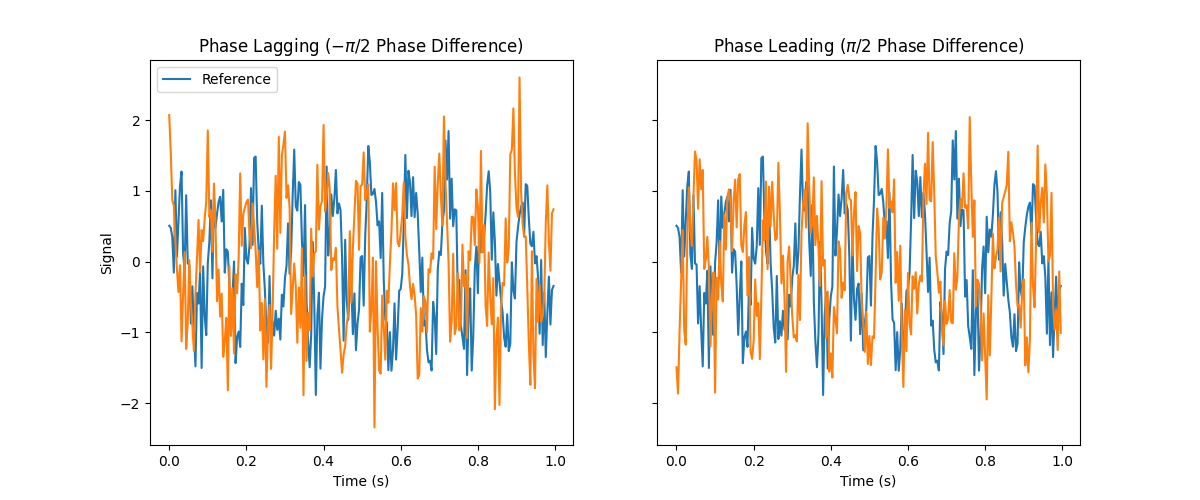 Phase Lagging (−π/2 Phase Difference)
Reference
Signal
2
1
0
−1
−2
0.0 0.2 0.4 0.6 0.8 1.0
Time (s)
Phase Leading (π/2 Phase Difference)
0.0 0.2 0.4 0.6 0.8 1.0
Time (s)